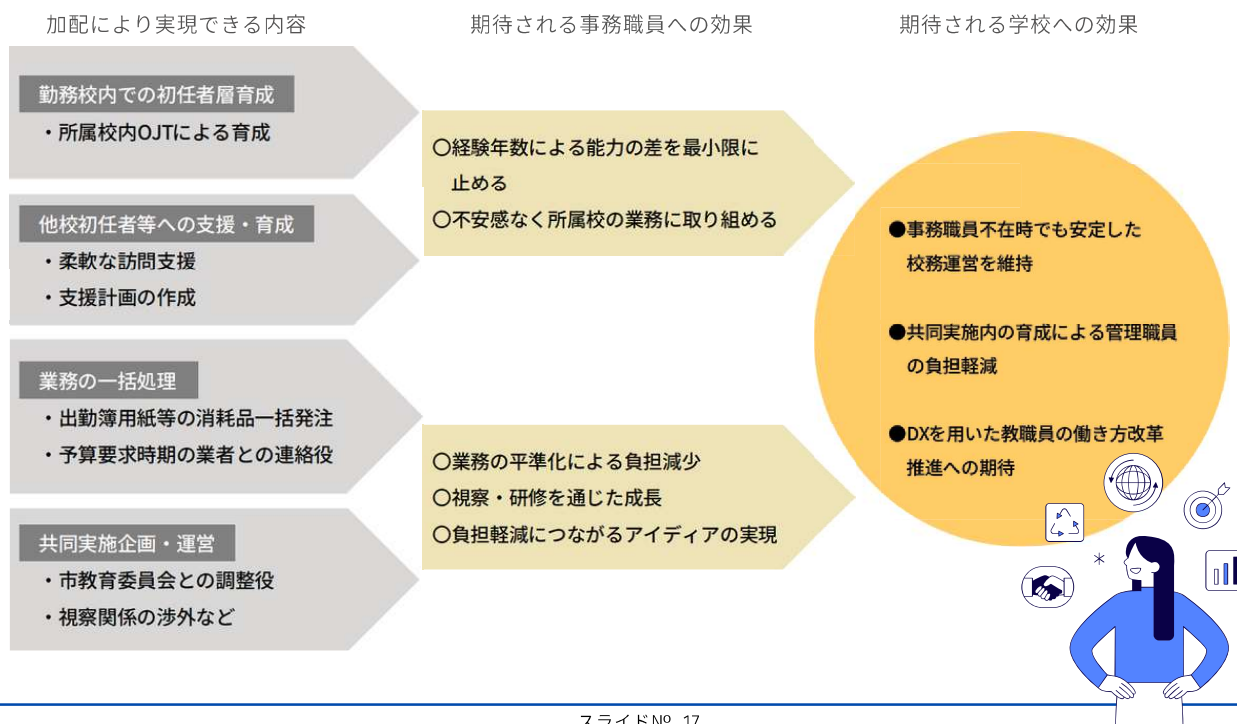 加配により実現できる内容
期待される事務職員への効果
期待される学校への効果
勤務校内での初任者層育成
・所属校内OJTによる育成
他校初任者等への支援・育成
・柔軟な訪問支援
・支援計画の作成
業務の一括処理
・出勤簿用紙等の消耗品一括発注
・予算要求時期の業者との連絡役
共同実施企画・運営
・市教育委員会との調整役
・視察関係の渉外など
〇経験年数による能力の差を最小限に
止める
〇不安感なく所属校の業務に取り組める
〇業務の平準化による負担減少
〇視察・研修を通じた成長
〇負担軽減につながるアイディアの実現
●事務職員不在時でも安定した
校務運営を維持
●共同実施内の育成による管理職員
の負担軽減
●DXを用いた教職員の働き方改革
推進への期待
スライド№ 17